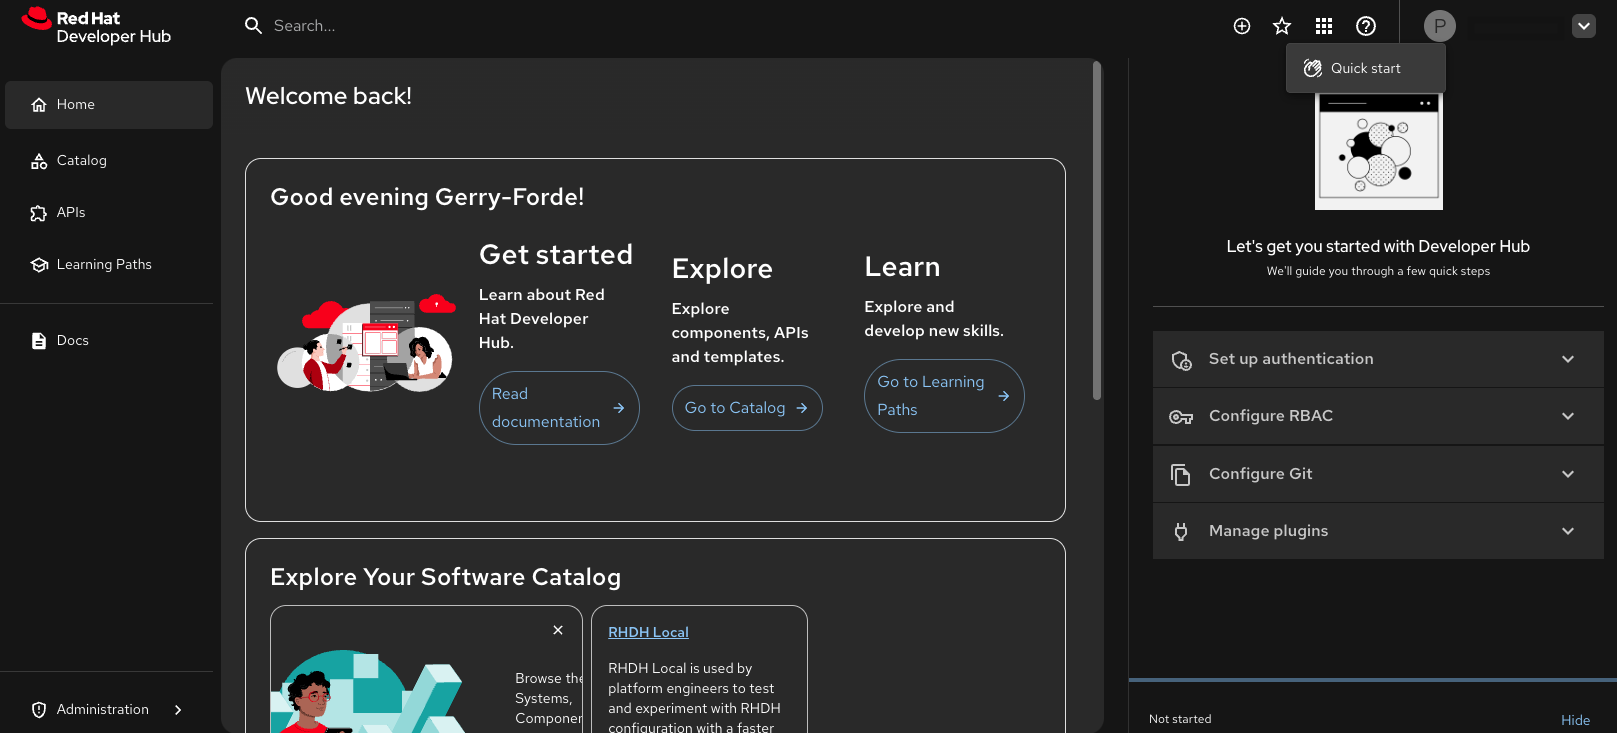 Red Hat
Developer Hub
Search...
P
Quick start
Home
Catalog
APIs
Learning Paths
Docs
Administration
Welcome back!
Good evening Gerry-Forde!
Get started
Learn about Red
Hat Developer
Hub.
Read
documentation
Explore
Explore
components, APIs
and templates.
Go to Catalog
Learn
Explore and
develop new skills.
Go to Learning
Paths
Explore Your Software Catalog
Browse the
Systems,
Componen
RHDH Local
RHDH Local is used by
platform engineers to test
and experiment with RHDH
configuration with a faster
Let's get you started with Developer Hub
We'll guide you through a few quick steps
Set up authentication
Configure RBAC
Configure Git
Manage plugins
Not started
Hide